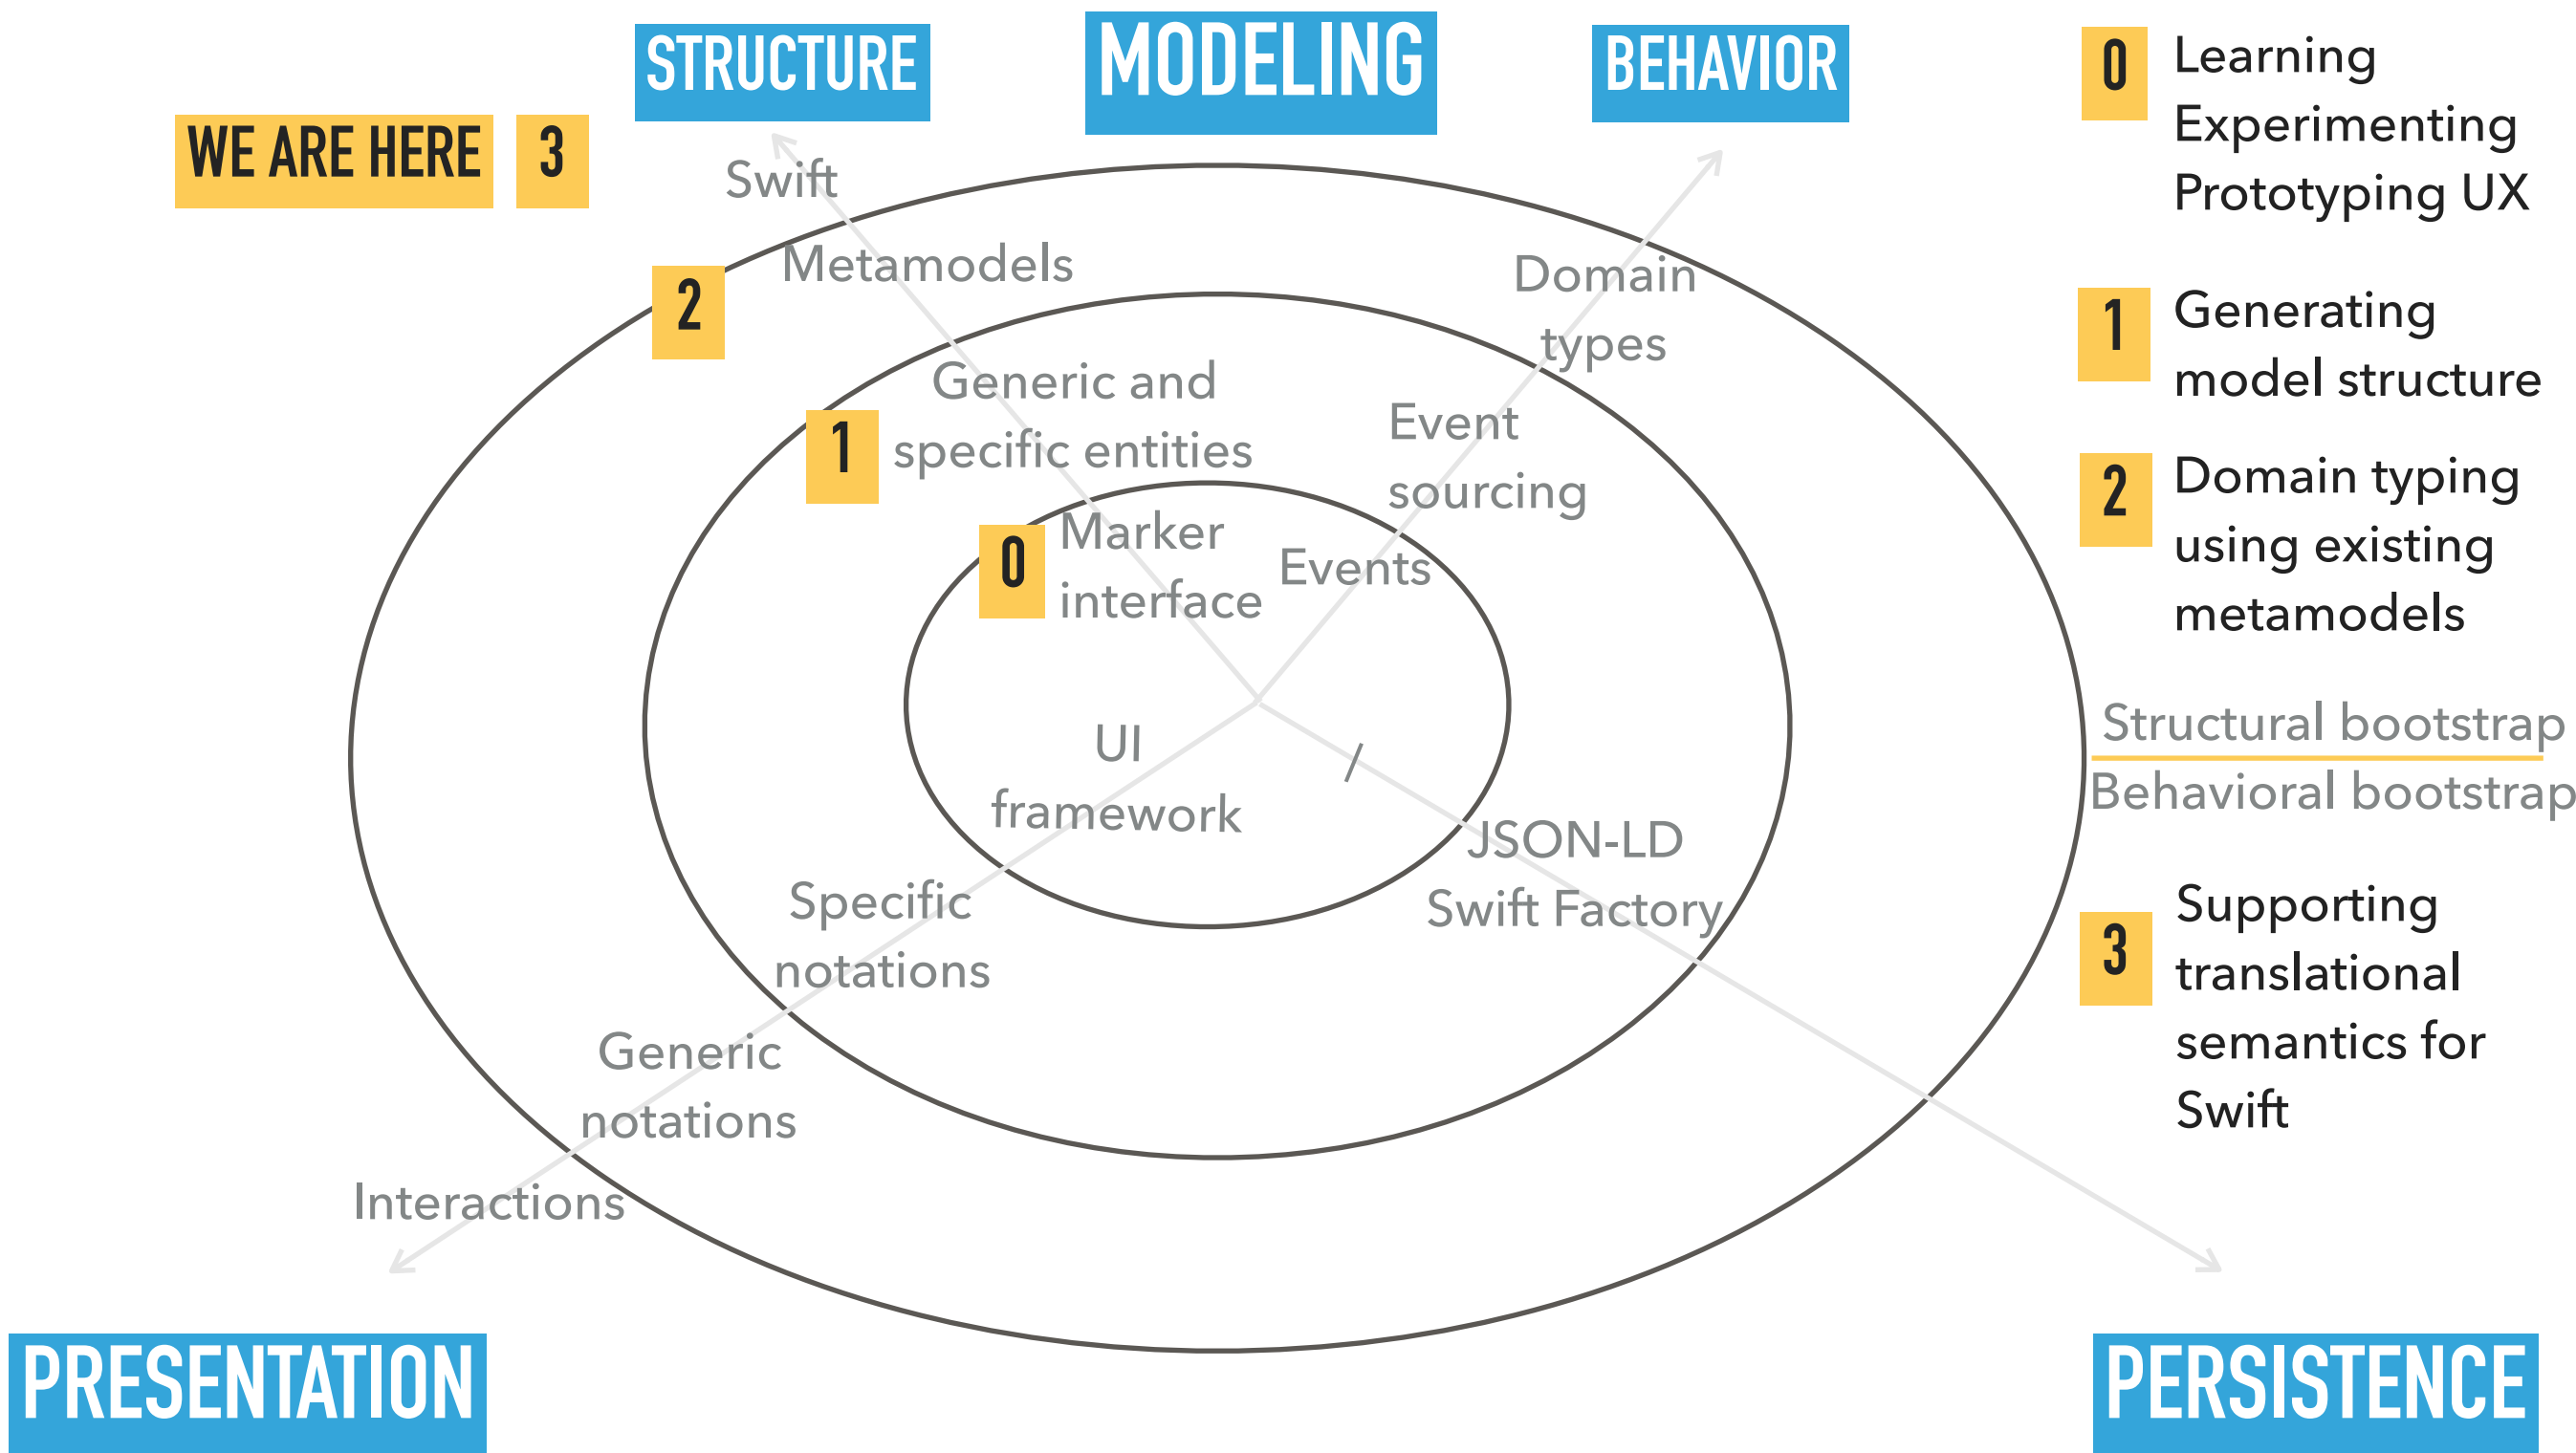 STRUCTURE
MODELING
BEHAVIOR
WE ARE HERE
3
Swift
Metamodels
2
Generic and
specific entities
1
Marker
interface
0
Domain
types
Event
sourcing
Events
UI
framework
Specific
notations
Generic
notations
Interactions
JSON-LD
Swift Factory
0
Learning
Experimenting
Prototyping UX
1
Generating
model structure
2
Domain typing
using existing
metamodels
Structural bootstrap
Behavioral bootstrap
3
Supporting
translational
semantics for
Swift
PRESENTATION
PERSISTENCE